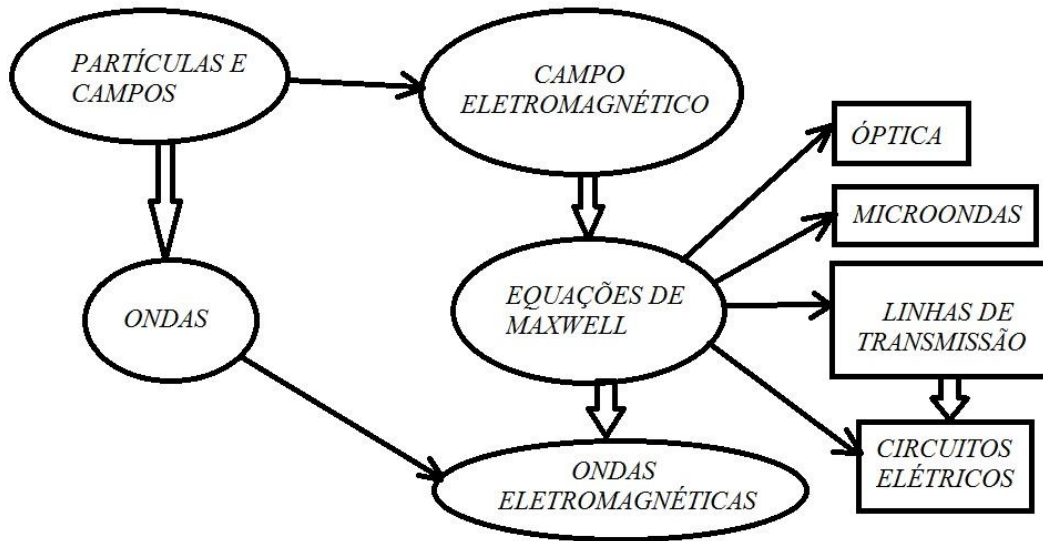 PARTÍCULAS E
CAMPOS
CAMPO
ELETROMAGNÉTICO
ÓPTICA
MICROONDAS
ONDAS
EQUAÇÕES DE
MAXWELL
LINHAS DE
TRANSMISSÃO
CIRCUITOS
ELÉTRICOS
ONDAS
ELETROMAGNÉTICAS